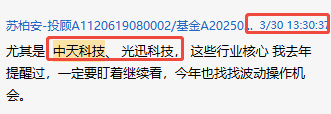 苏柏安-投顾A1120619080002/基金A20250... 3/30 13:30:37
尤其是 中天科技、光迅科技，这些行业核心 我去年
提醒过，一定要盯着继续看，今年也找找波动操作机
会。